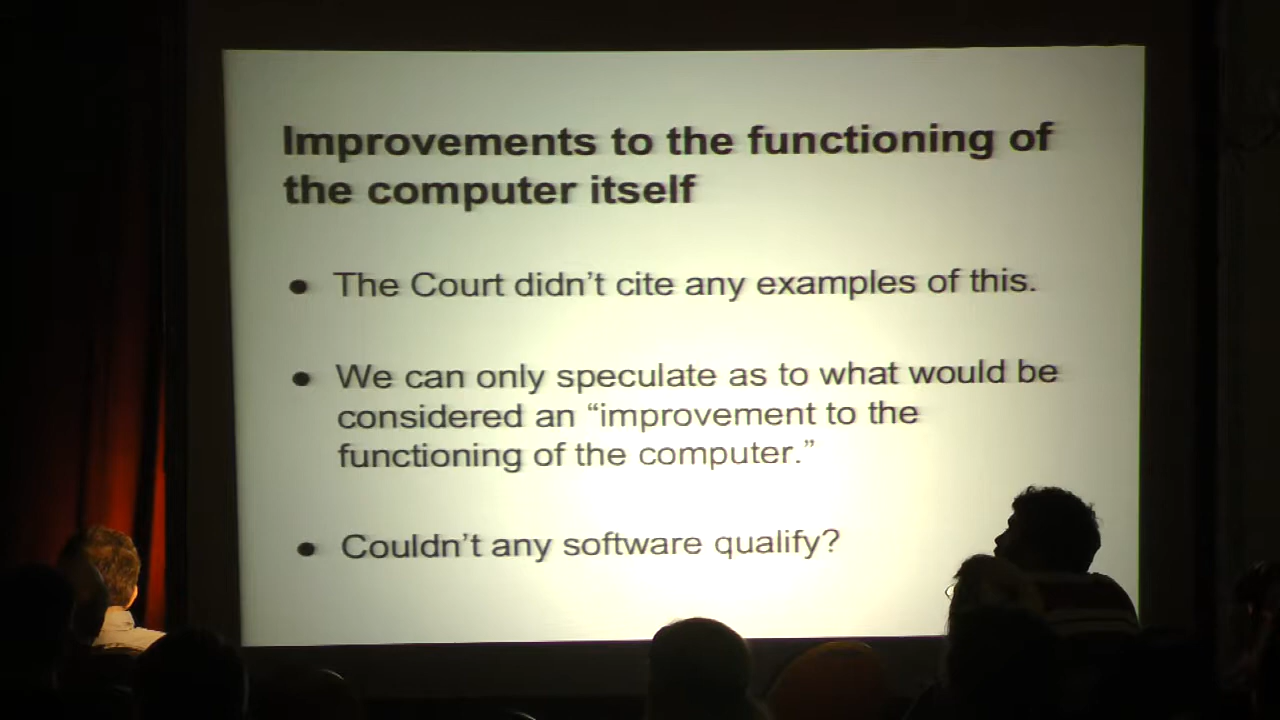 Improvements to the functioning of
the computer itself
● The Court didn't cite any examples of this.
● We can only speculate as to what would be
considered an “improvement to the
functioning of the computer.”
● Couldn't any software qualify?